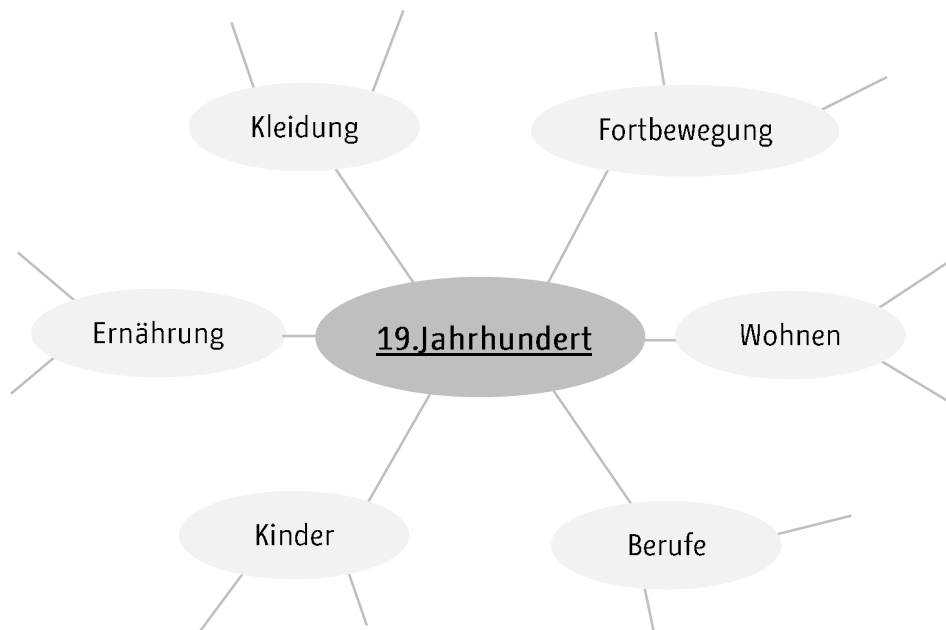 Kleidung
Fortbewegung
Ernährung
19.Jahrhundert
Wohnen
Kinder
Berufe